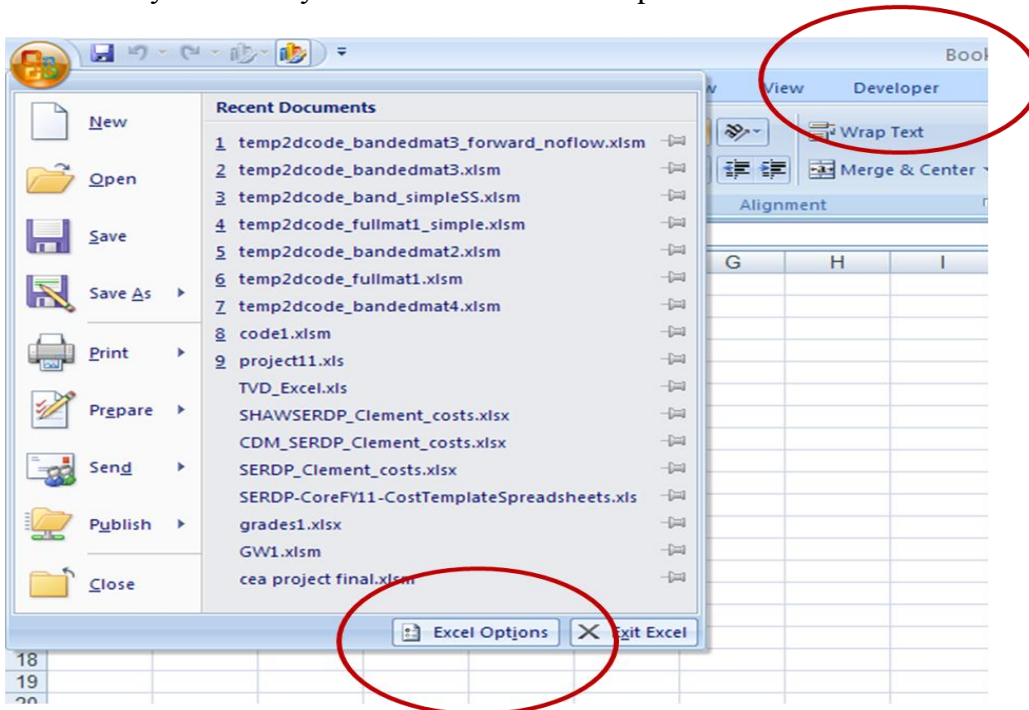 Book
View Developer
Recent Documents
New
Open
Save
Save As
Print
Prepare
Send
Publish
Close
1 temp2dcode_bandedmat3_forward_noflow.xlsm
2 temp2dcode_bandedmat3.xlsm
3 temp2dcode_band_simpleSS.xlsm
4 temp2dcode_fullmat1_simple.xlsm
5 temp2dcode_bandedmat2.xlsm
6 temp2dcode_fullmat1.xlsm
7 temp2dcode_bandedmat4.xlsm
8 code1.xlsm
9 project11.xls
TVD_Excel.xls
SHAWSERDP_Clement_costs.xlsx
CDM_SERDP_Clement_costs.xlsx
SERDP_Clement_costs.xlsx
SERDP-CoreFY11-CostTemplateSpreadsheets.xls
grades1.xlsx
GW1.xlsm
cea project final.xlsm
Excel Options Exit Excel
Wrap Text
Merge & Center
Alignment
G H I
18
19